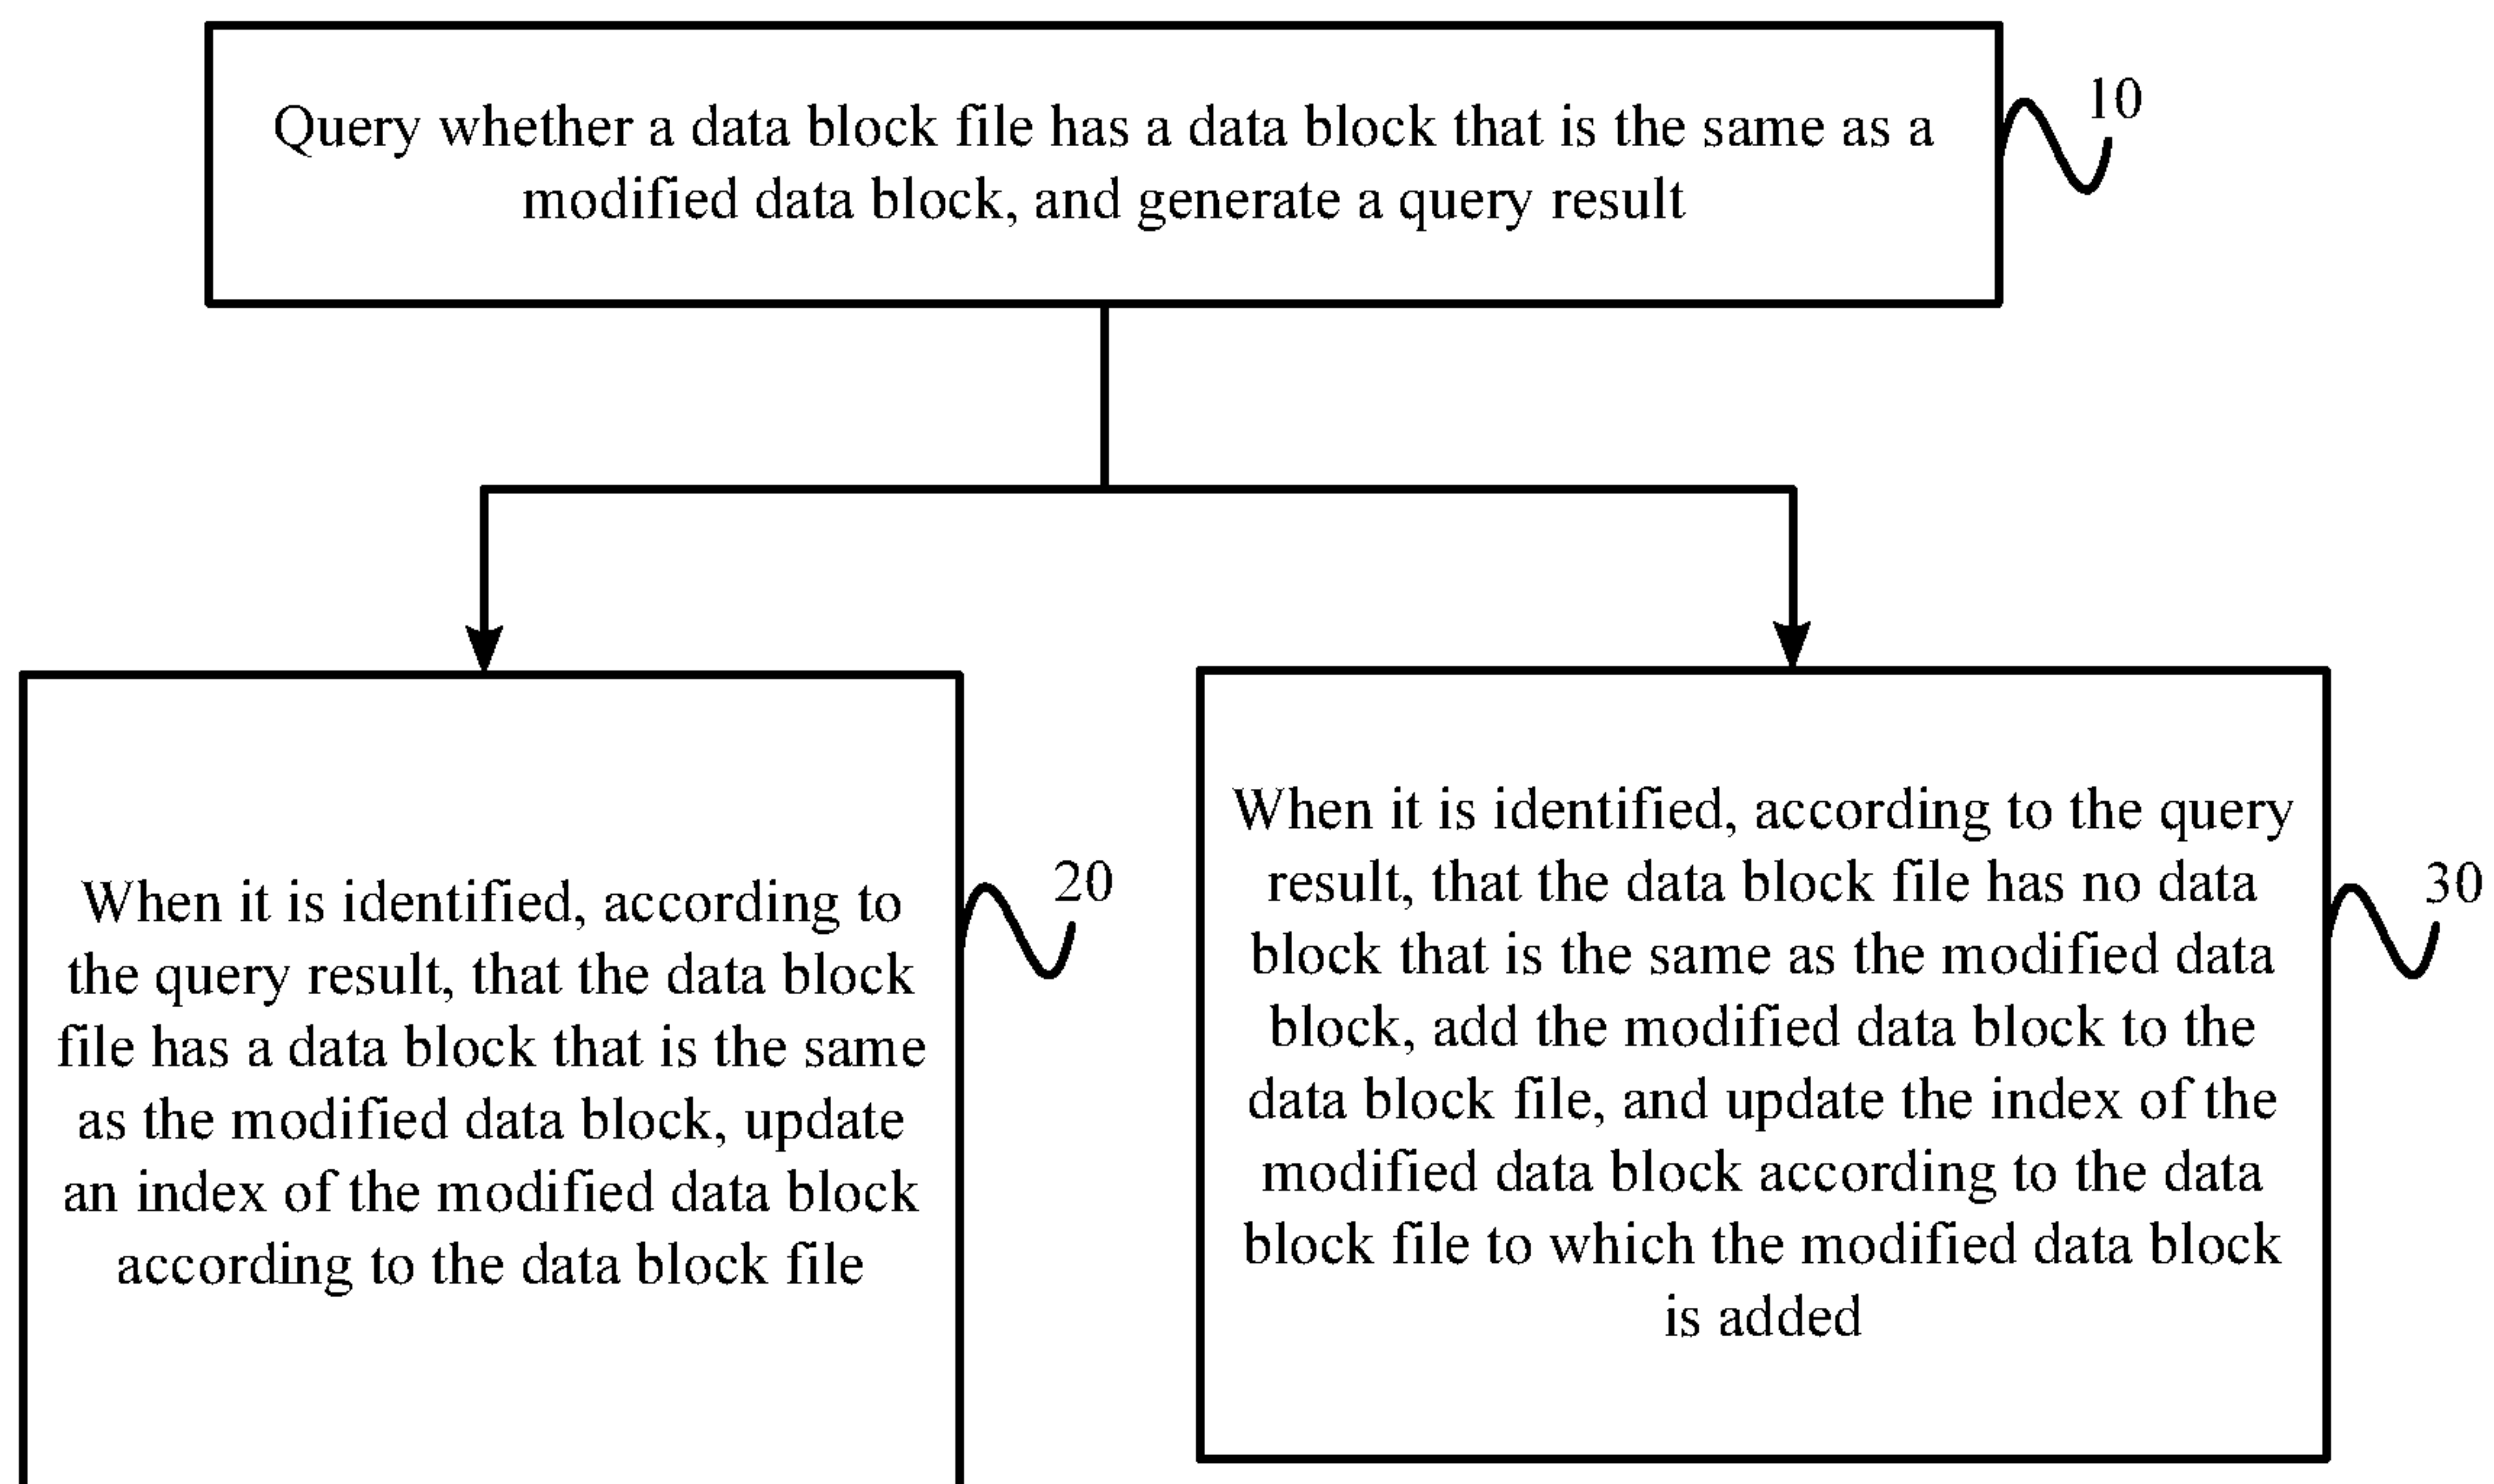 Query whether a data block file has a data block that is the same as a
modified data block, and generate a query result
10
When it is identified, according to
the query result, that the data block
file has a data block that is the same
as the modified data block, update
an index of the modified data block
according to the data block file
20
When it is identified, according to the query
result, that the data block file has no data
block that is the same as the modified data
block, add the modified data block to the
data block file, and update the index of the
modified data block according to the data
block file to which the modified data block
is added
30